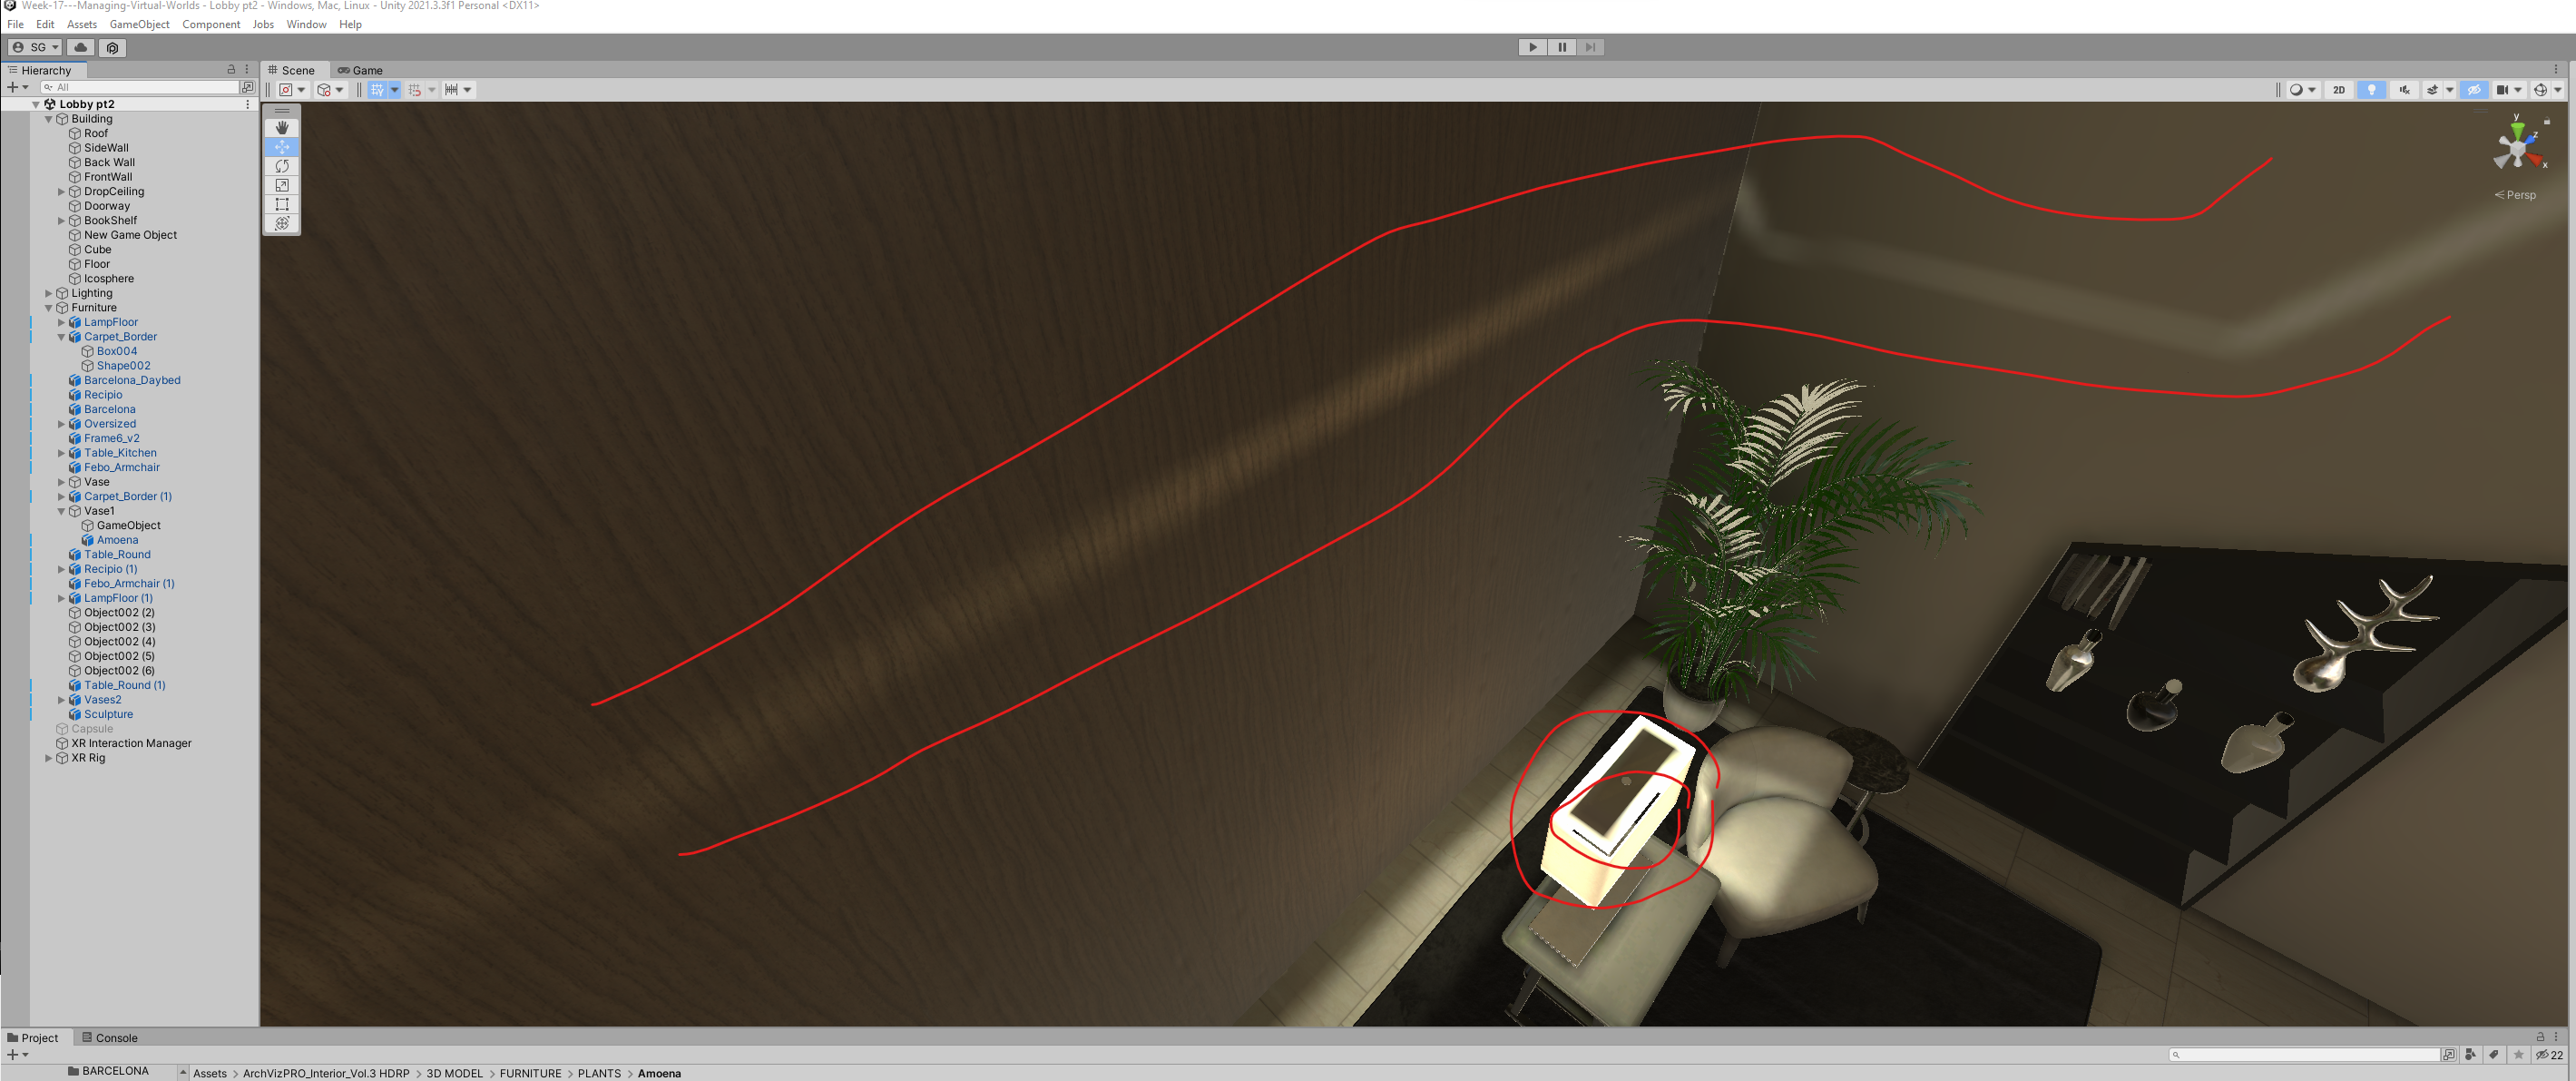 Week-17---Managing-Virtual-Worlds - Lobby pt2 - Windows, Mac, Linux - Unity 2021.3.3f1 Personal <DX11>
File Edit Assets GameObject Component Jobs Window Help
SG
Hierarchy
All
Lobby pt2
Building
Roof
SideWall
Back Wall
FrontWall
DropCeiling
Doorway
BookShelf
New Game Object
Cube
Floor
Icosphere
Lighting
Furniture
LampFloor
Carpet_Border
Box004
Shape002
Barcelona_Daybed
Recipio
Barcelona
Oversized
Frame6_v2
Table_Kitchen
Febo_Armchair
Vase
Carpet_Border (1)
Vase1
GameObject
Amoena
Table_Round
Recipio (1)
Febo_Armchair (1)
LampFloor (1)
Object002 (2)
Object002 (3)
Object002 (4)
Object002 (5)
Object002 (6)
Table_Round (1)
Vases2
Sculpture
Capsule
XR Interaction Manager
XR Rig
Scene Game
2D
y
z
x
Persp
Project Console
22
BARCELONA
Assets > ArchVizPRO_Interior_Vol.3 HDRP > 3D MODEL > FURNITURE > PLANTS > Amoena